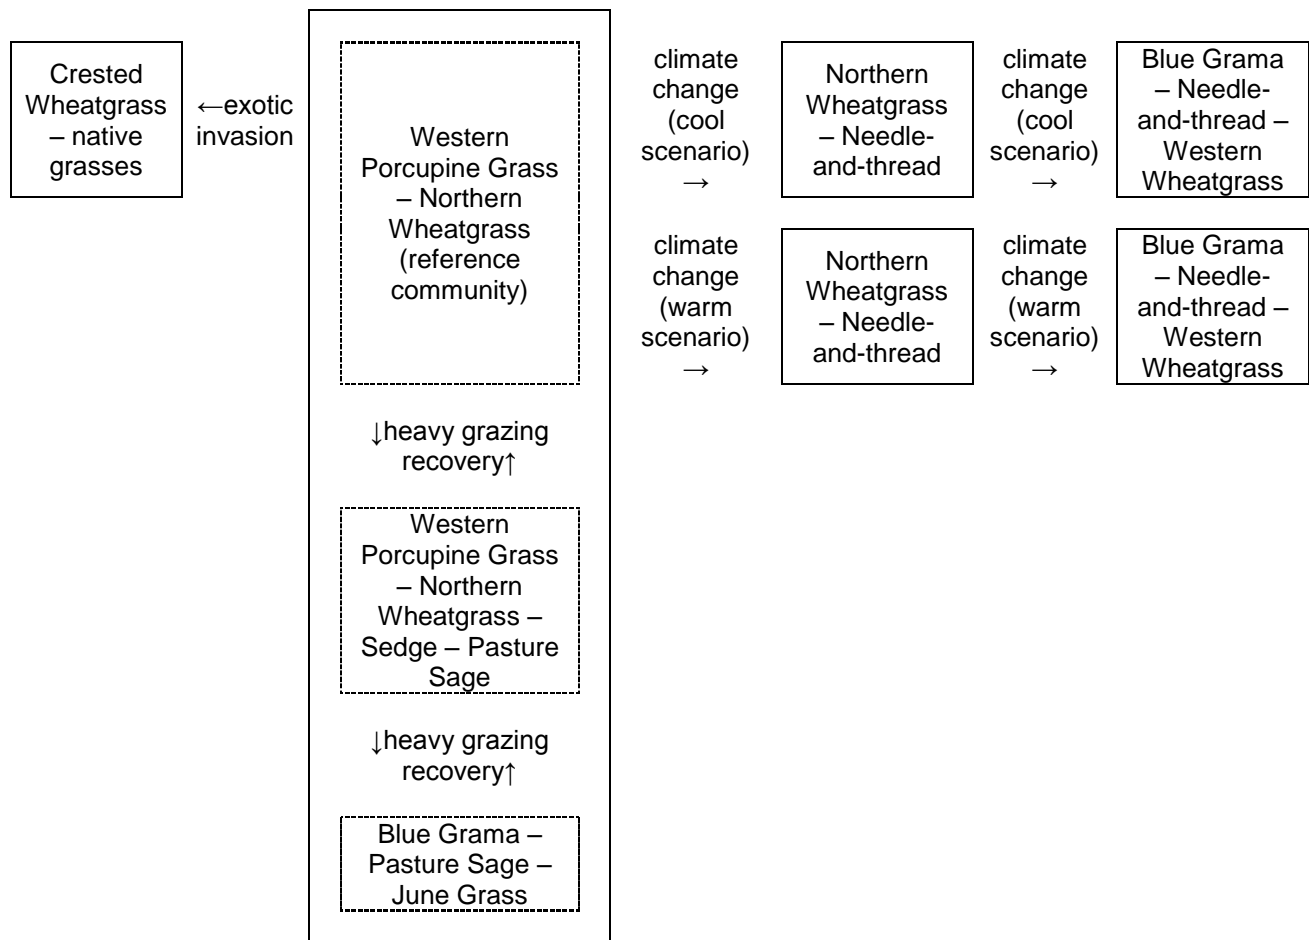 Crested
Wheatgrass
– native
grasses
←exotic
invasion
Western
Porcupine Grass
– Northern
Wheatgrass
(reference
community)
climate
change
(cool
scenario)
→
Northern
Wheatgrass
– Needle-
and-thread
climate
change
(cool
scenario)
→
Blue Grama
– Needle-
and-thread –
Western
Wheatgrass
climate
change
(warm
scenario)
→
Northern
Wheatgrass
– Needle-
and-thread
climate
change
(warm
scenario)
→
Blue Grama
– Needle-
and-thread –
Western
Wheatgrass
↓heavy grazing
recovery↑
Western
Porcupine Grass
– Northern
Wheatgrass –
Sedge – Pasture
Sage
↓heavy grazing
recovery↑
Blue Grama –
Pasture Sage –
June Grass